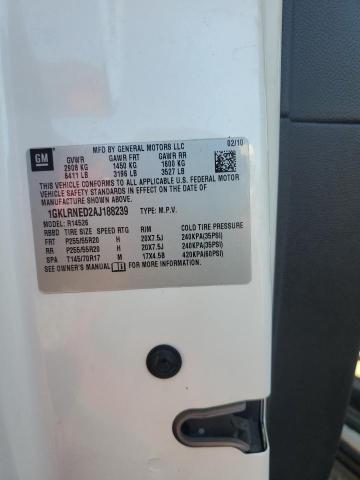 MFD BY GENERAL MOTORS LLC 02/10
GM
GVWR GAWR FRT GAWR RR
2908 KG 1450 KG 1600 KG
6411 LB 3196 LB 3527 LB
THIS VEHICLE CONFORMS TO ALL APPLICABLE U.S. FEDERAL MOTOR
VEHICLE SAFETY STANDARDS IN EFFECT ON THE DATE OF
MANUFACTURE SHOWN ABOVE.
1GKLRNED2AJ188239 TYPE: M.P.V.
MODEL: R14526
RBBD TIRE SIZE SPEED RTG RIM COLD TIRE PRESSURE
FRT P255/55R20 H 20X7.5J 240KPA(35PSI)
RR P255/55R20 H 20X7.5J 240KPA(35PSI)
SPA T145/70R17 M 17X4.5B 420KPA(60PSI)
SEE OWNER'S MANUAL FOR MORE INFORMATION.